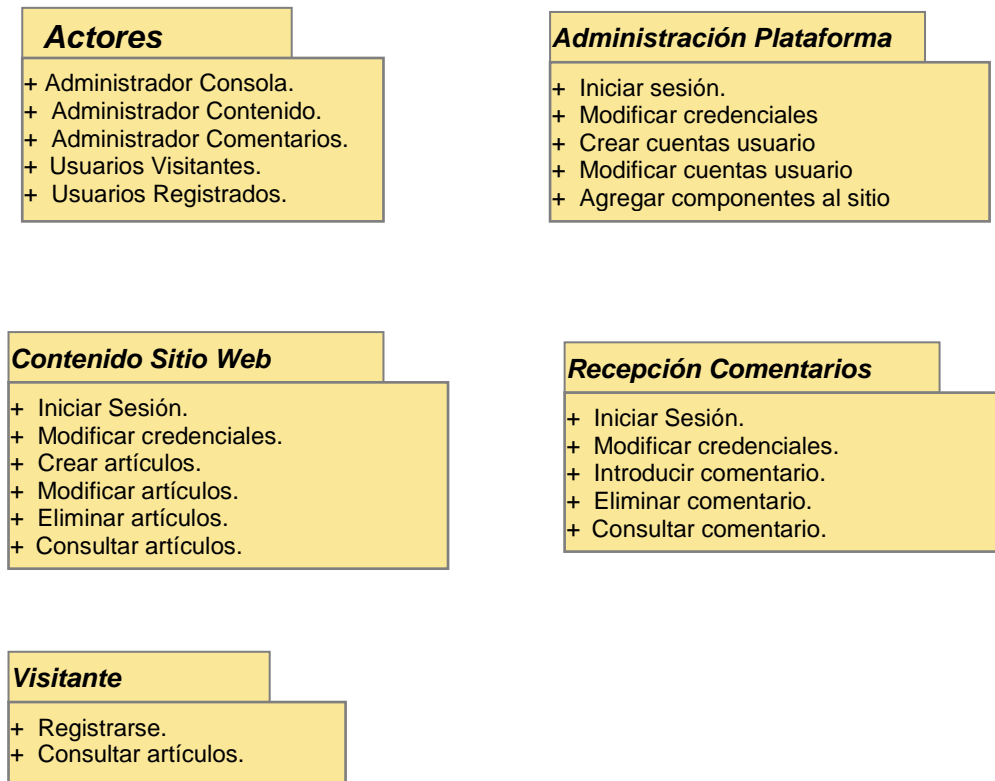 Actores
+ Administrador Consola.
+ Administrador Contenido.
+ Administrador Comentarios.
+ Usuarios Visitantes.
+ Usuarios Registrados.
Administración Plataforma
+ Iniciar sesión.
+ Modificar credenciales
+ Crear cuentas usuario
+ Modificar cuentas usuario
+ Agregar componentes al sitio
Contenido Sitio Web
+ Iniciar Sesión.
+ Modificar credenciales.
+ Crear artículos.
+ Modificar artículos.
+ Eliminar artículos.
+ Consultar artículos.
Recepción Comentarios
+ Iniciar Sesión.
+ Modificar credenciales.
+ Introducir comentario.
+ Eliminar comentario.
+ Consultar comentario.
Visitante
+ Registrarse.
+ Consultar artículos.